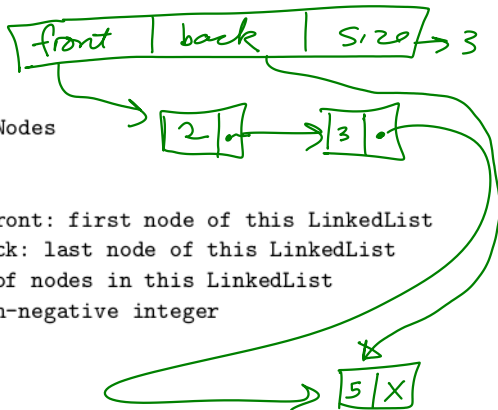 front | back | size → 3
Nodes
2 3
ront: first node of this LinkedList
ck: last node of this LinkedList
of nodes in this LinkedList
n-negative integer
5 X